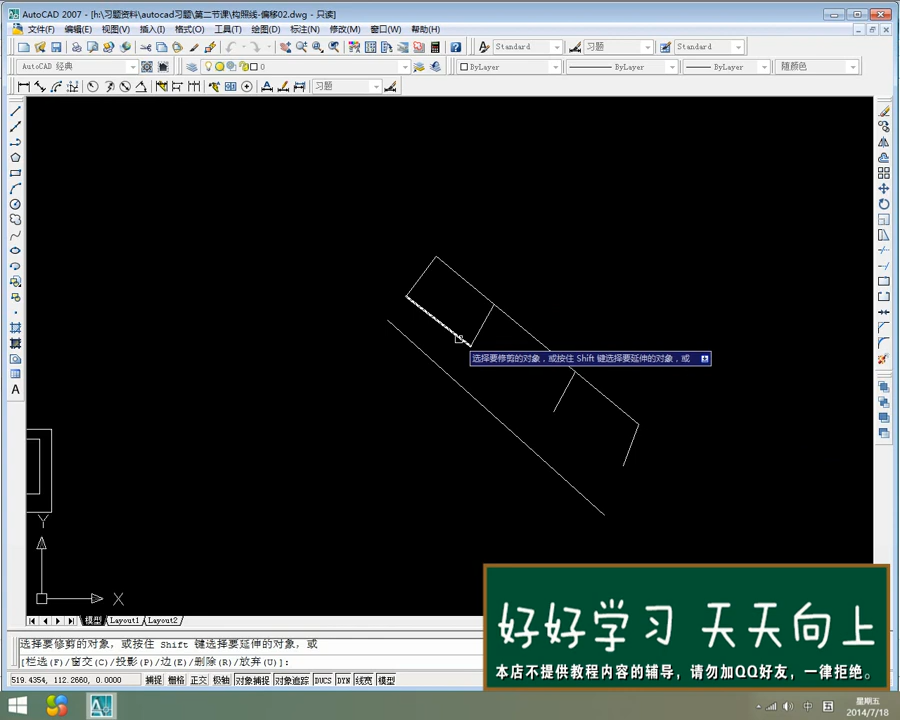 AutoCAD 2007 - [h:\习题资料\autocad习题\第二节课\构照线-偏移02.dwg - 只读]
文件(F) 编辑(E) 视图(V) 插入(I) 格式(O) 工具(T) 绘图(D) 标注(N) 修改(M) 窗口(W) 帮助(H)
Standard 习题 Standard
AutoCAD 经典 0 ByLayer ByLayer ByLayer 随颜色
习题
A
选择要修剪的对象，或按住 Shift 键选择要延伸的对象，或
Y
X
模型 Layout1 Layout2
选择要修剪的对象，或按住 Shift 键选择要延伸的对象，或
[栏选(F)/窗交(C)/投影(P)/边(E)/删除(R)/放弃(U)]:
519.4354, 112.2660, 0.0000 捕捉 栅格 正交 极轴 对象捕捉 对象追踪 DUCS DYN 线宽 模型
好好学习 天天向上
本店不提供教程内容的辅导，请勿加QQ好友，一律拒绝。
中 五 星期五
2014/7/18